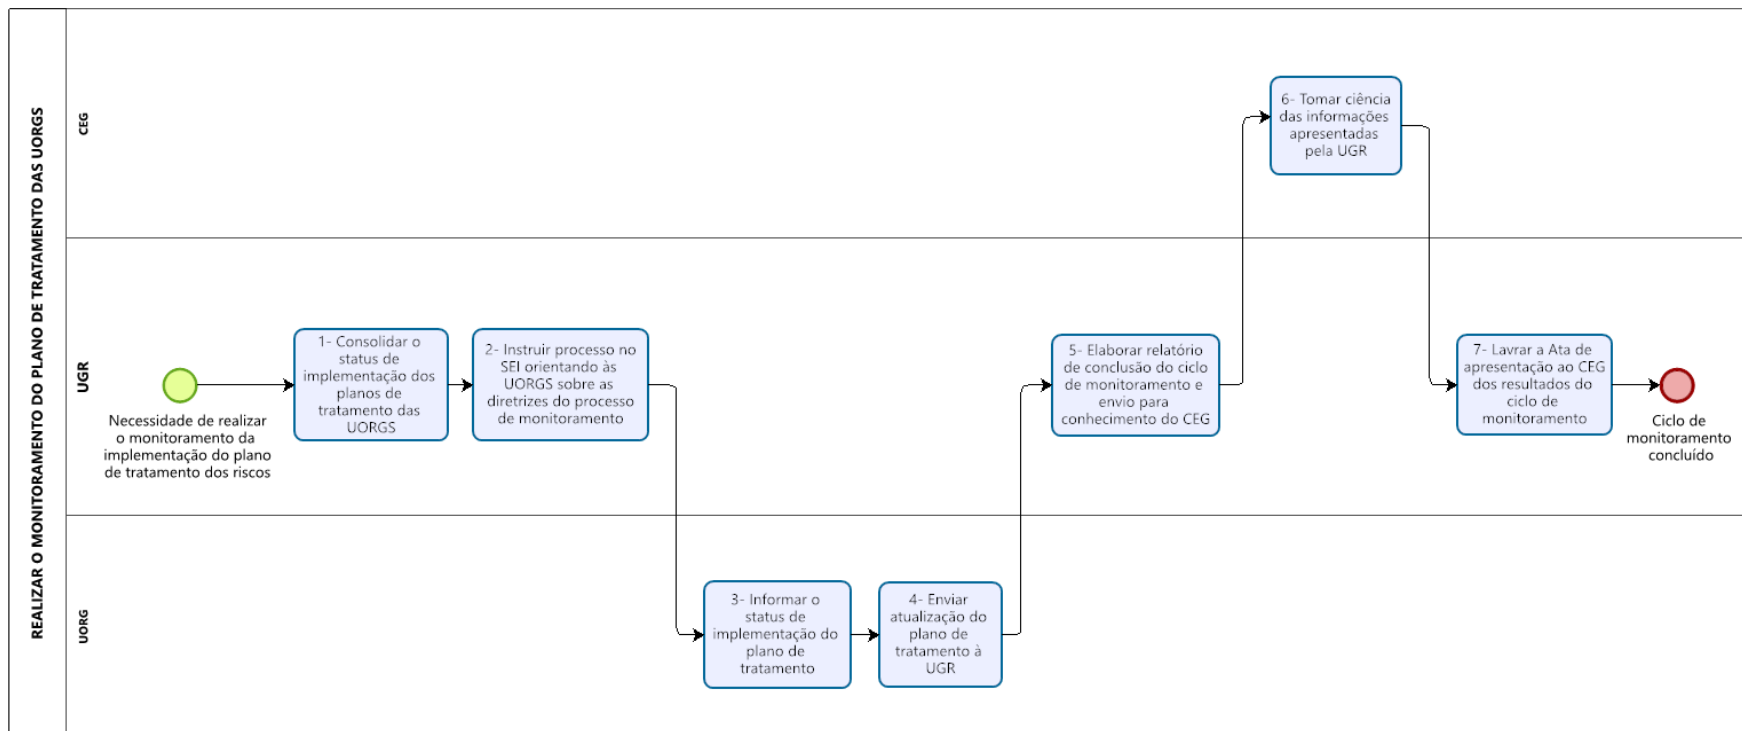 REALIZAR O MONITORAMENTO DO PLANO DE TRATAMENTO DAS UORGS
CEG
6- Tomar ciência
das informações
apresentadas
pela UGR
UGR
Necessidade de realizar
o monitoramento da
implementação do plano
de tratamento dos riscos
1- Consolidar o
status de
implementação dos
planos de
tratamento das
UORGS
2- Instruir processo no
SEI orientando às
UORGS sobre as
diretrizes do processo
de monitoramento
5- Elaborar relatório
de conclusão do ciclo
de monitoramento e
envio para
conhecimento do CEG
7- Lavrar a Ata de
apresentação ao CEG
dos resultados do
ciclo de
monitoramento
Ciclo de
monitoramento
concluído
UORG
3- Informar o
status de
implementação do
plano de
tratamento
4- Enviar
atualização do
plano de
tratamento à
UGR